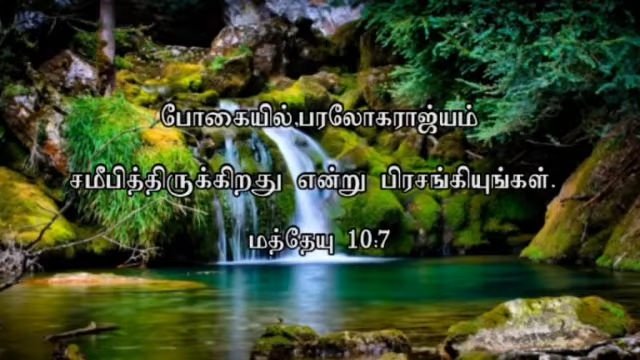 போகையில்,பரலோகராஜ்யம்
சமீபித்திருக்கிறது என்று பிரசங்கியுங்கள்.
மத்தேயு 10:7